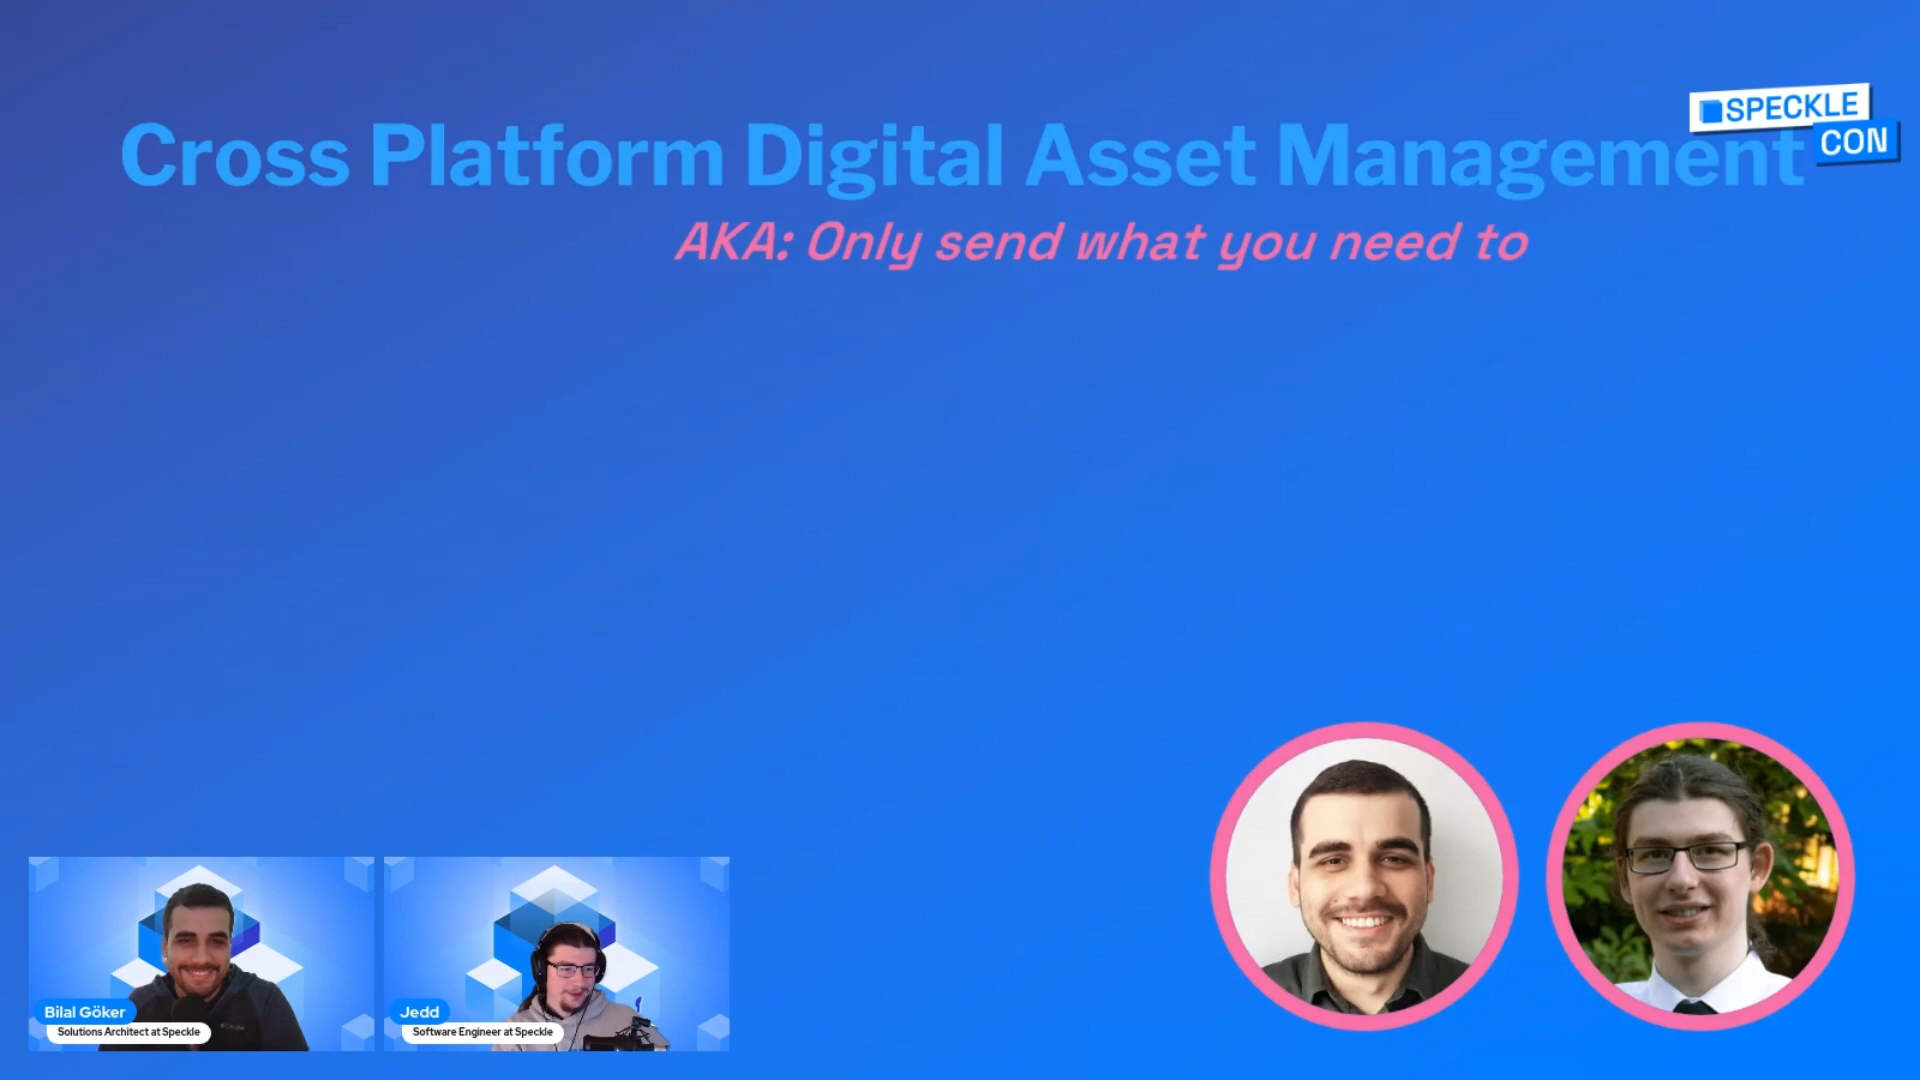 SPECKLE
CON
Cross Platform Digital Asset Management
AKA: Only send what you need to
Bilal Göker
Solutions Architect at Speckle
Jedd
Software Engineer at Speckle